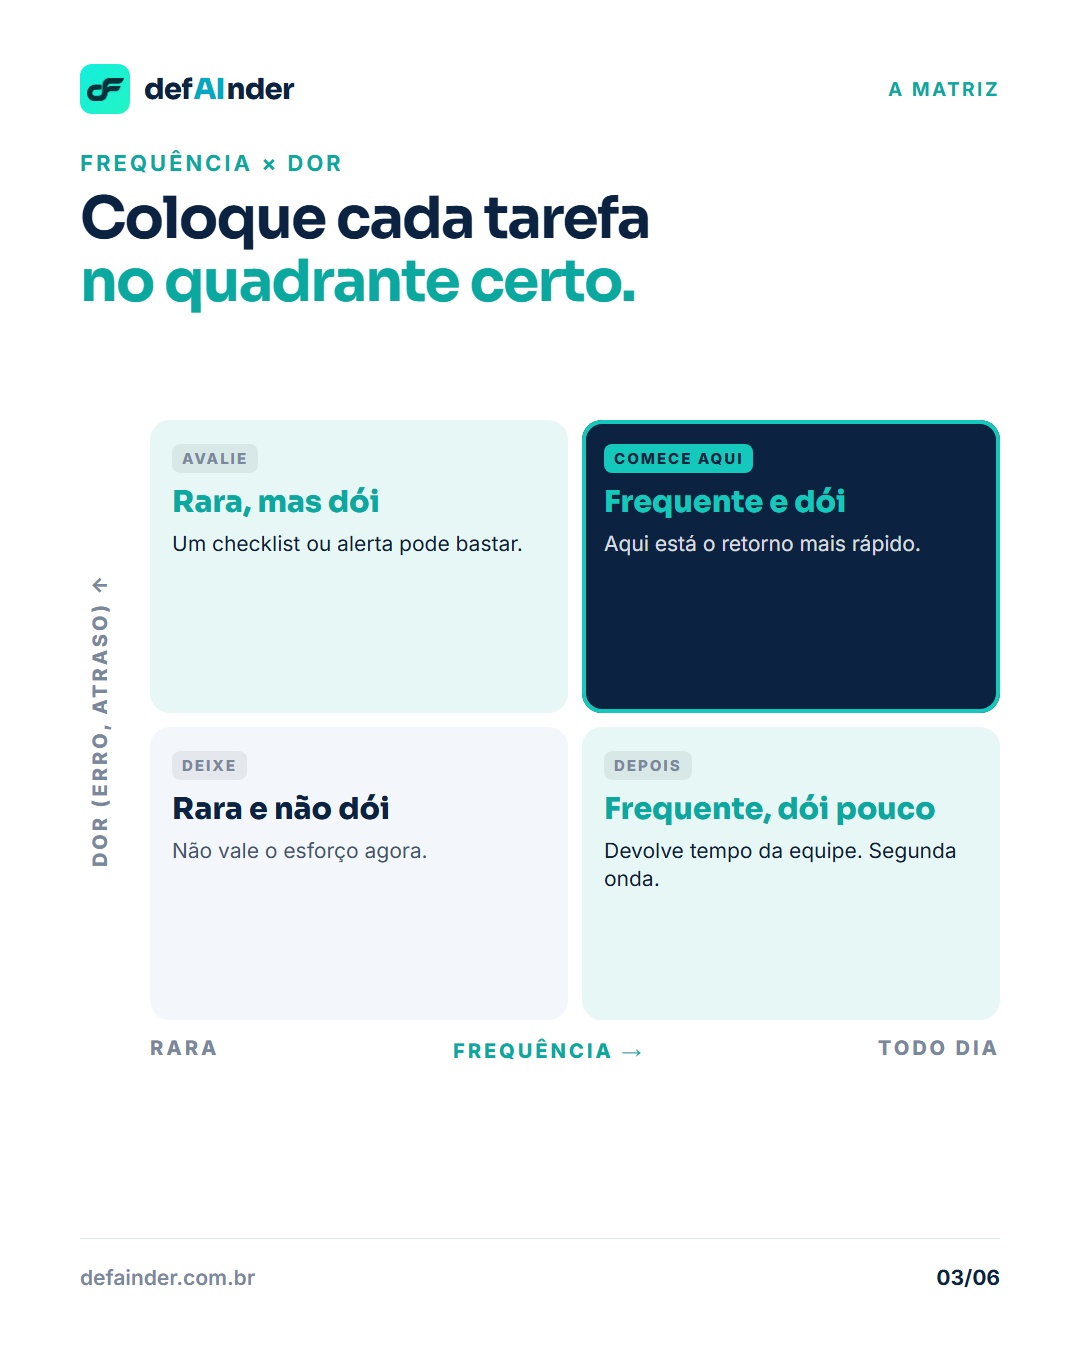 defAInder
A MATRIZ
FREQUÊNCIA × DOR
Coloque cada tarefa
no quadrante certo.
AVALIE
Rara, mas dói
Um checklist ou alerta pode bastar.
COMECE AQUI
Frequente e dói
Aqui está o retorno mais rápido.
DOR (ERRO, ATRASO) →
DEIXE
Rara e não dói
Não vale o esforço agora.
DEPOIS
Frequente, dói pouco
Devolve tempo da equipe. Segunda
onda.
RARA
FREQUÊNCIA →
TODO DIA
defainder.com.br
03/06